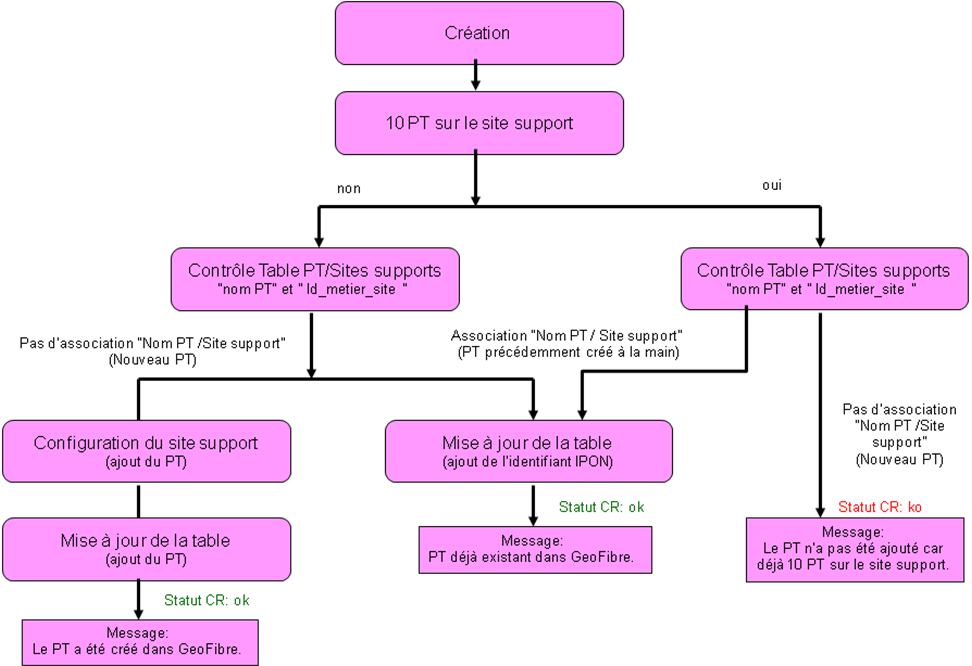 Création
10 PT sur le site support
non
oui
Contrôle Table PT/Sites supports
"nom PT" et " Id_metier_site "
Contrôle Table PT/Sites supports
"nom PT" et " Id_metier_site "
Pas d'association "Nom PT /Site support"
(Nouveau PT)
Association "Nom PT / Site support"
(PT précédemment créé à la main)
Pas d'association
"Nom PT /Site
support"
(Nouveau PT)
Configuration du site support
(ajout du PT)
Mise à jour de la table
(ajout de l'identifiant IPON)
Statut CR: ok
Statut CR: ko
Mise à jour de la table
(ajout du PT)
Message:
PT déjà existant dans GeoFibre.
Message:
Le PT n'a pas été ajouté car
déjà 10 PT sur le site support.
Statut CR: ok
Message:
Le PT a été créé dans GeoFibre.